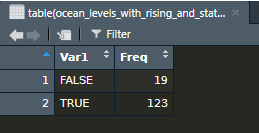 table(ocean_levels_with_rising_and_stat...
Filter
Var1 Freq
1 FALSE 19
2 TRUE 123